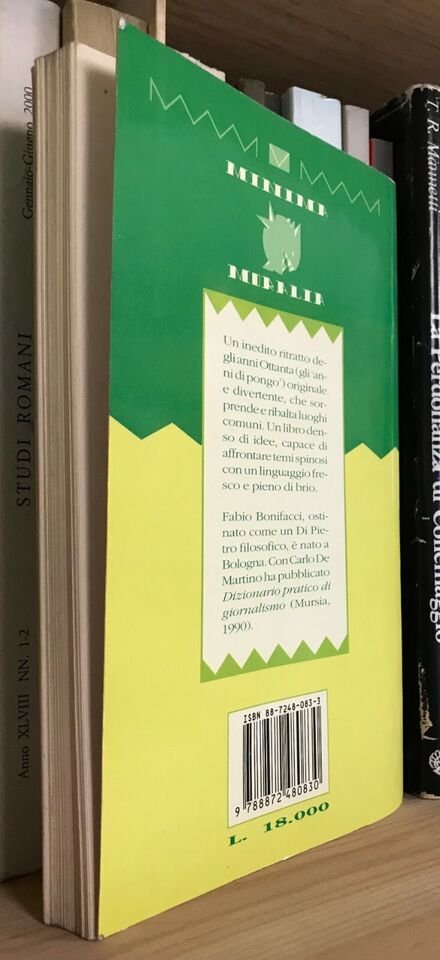 MINIMA
MURALIA
Un inedito ritratto de-
gli anni Ottanta (gli 'an-
ni di pongo') originale
e divertente, che sor-
prende e ribalta luoghi
comuni. Un libro den-
so di idee, capace di
affrontare temi spinosi
con un linguaggio fre-
sco e pieno di brio.
Fabio Bonifacci, osti-
nato come un Di Pie-
tro filosofico, è nato a
Bologna. Con Carlo De
Martino ha pubblicato
Dizionario pratico di
giornalismo (Mursia,
1990).
ISBN 88-7248-083-3
9 788872 480830
L. 18.000
Anno XLVIII - NN. 1-2
STUDI ROMANI
Gennaio-Giugno 2000
T. R. Mannetti